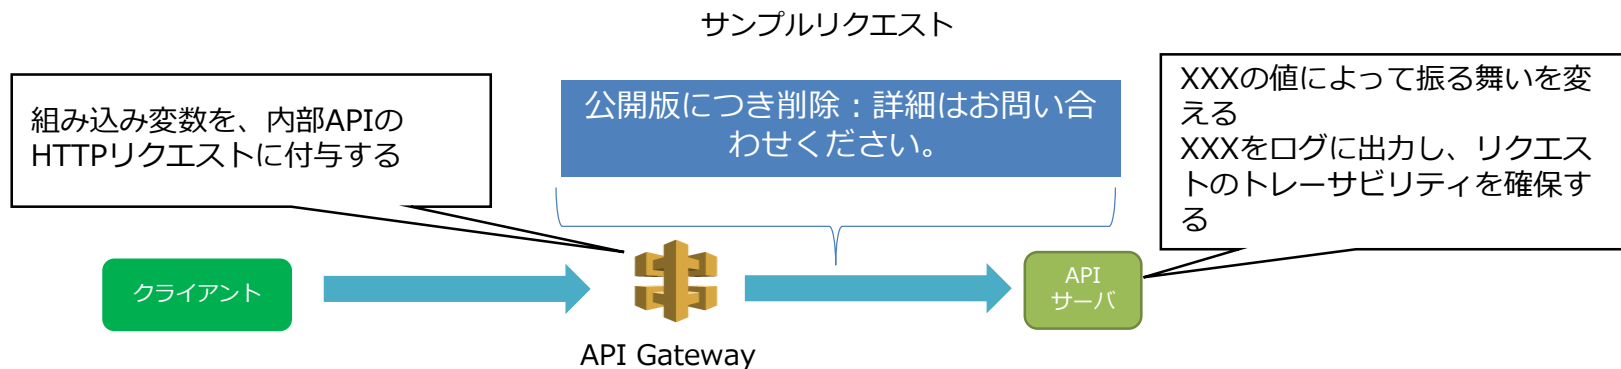 サンプルリクエスト
組み込み変数を、内部APIの
HTTPリクエストに付与する
公開版につき削除：詳細はお問い合
わせください。
XXXの値によって振る舞いを変
える
XXXをログに出力し、リクエス
トのトレーサビリティを確保す
る
クライアント
API Gateway
API
サーバ